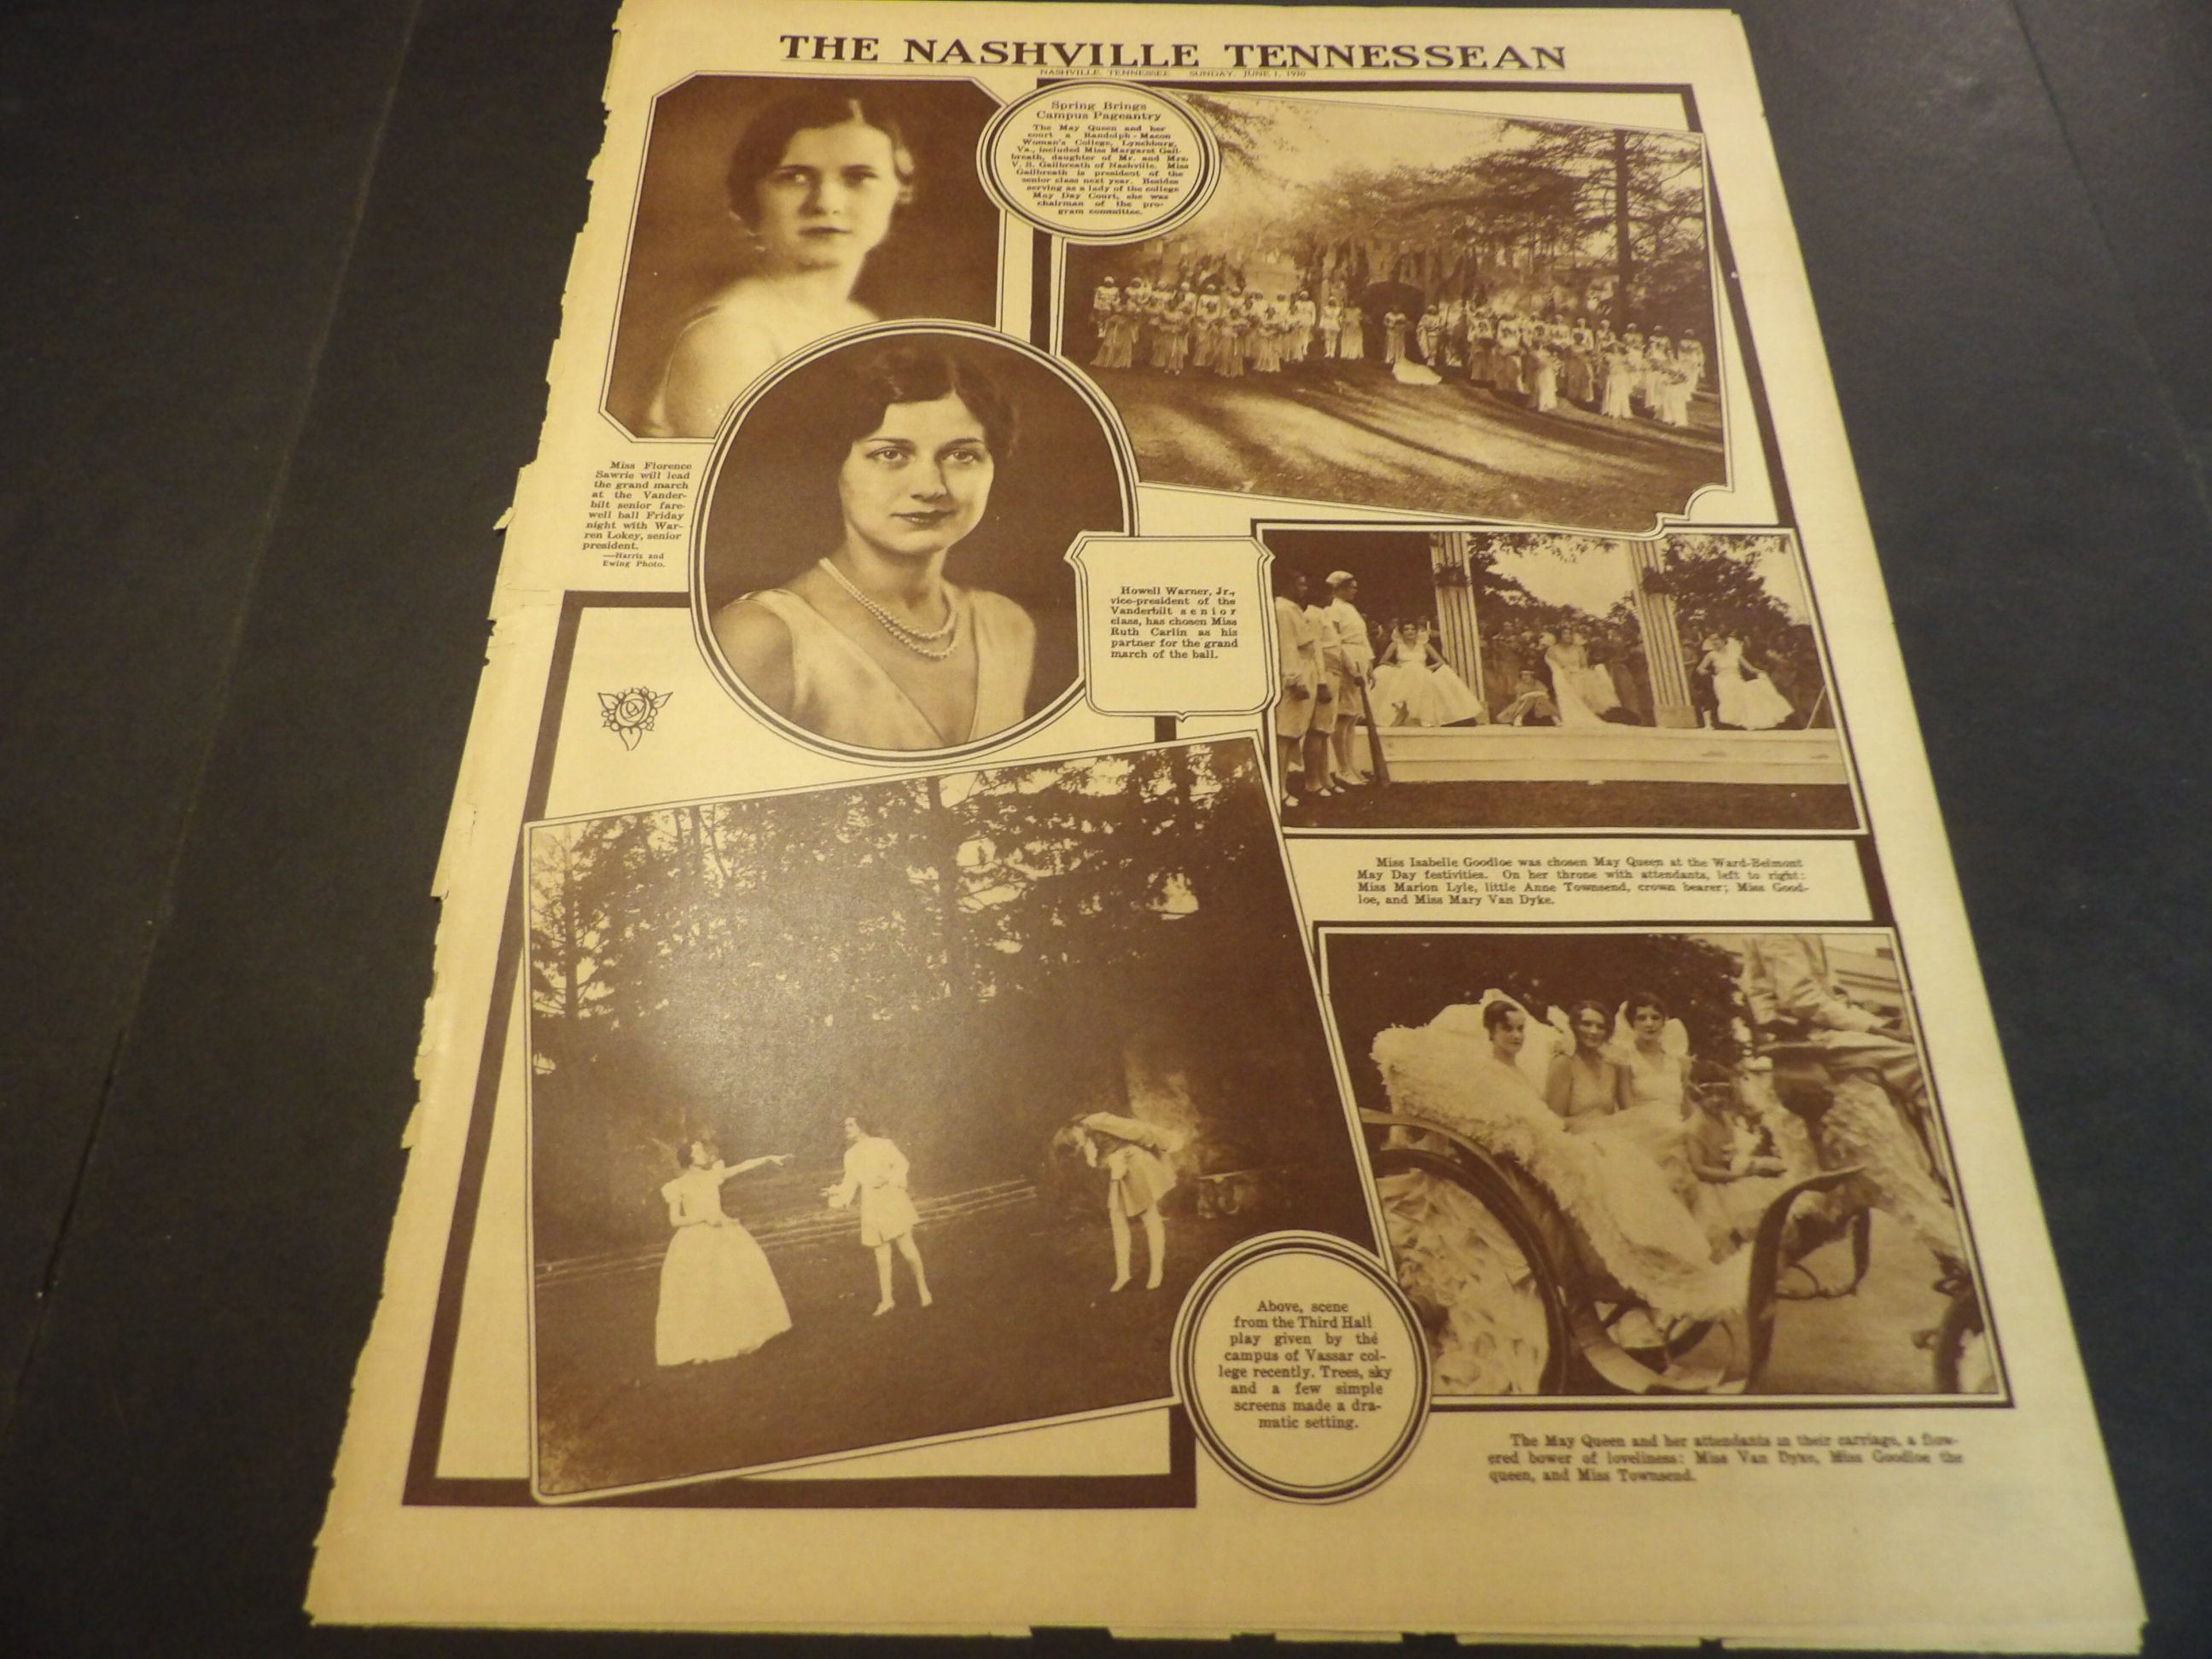 THE NASHVILLE TENNESSEAN
NASHVILLE, TENNESSEE SUNDAY, JUNE 1, 1930
Spring Brings
Campus Pageantry
The May Queen and her
court a Randolph-Macon
Woman's College, Lynchburg,
Va., included Miss Margaret Gail-
breath, daughter of Mr. and Mrs.
V. S. Gailbreath of Nashville. Miss
Gailbreath is president of the
senior class next year. Besides
serving as a lady of the college
May Day Court, she was
chairman of the pro-
gram committee.
Miss Florence
Sawrie will lead
the grand march
at the Vander-
bilt senior fare-
well ball Friday
night with War-
ren Lokey, senior
president.
—Harris and
Ewing Photo.
Howell Warner, Jr.,
vice-president of the
Vanderbilt senior
class, has chosen Miss
Ruth Carlin as his
partner for the grand
march of the ball.
Miss Isabelle Goodloe was chosen May Queen at the Ward-Belmont
May Day festivities. On her throne with attendants, left to right:
Miss Marion Lyle, little Anne Townsend, crown bearer; Miss Good-
loe, and Miss Mary Van Dyke.
Above, scene
from the Third Hall
play given by the
campus of Vassar col-
lege recently. Trees, sky
and a few simple
screens made a dra-
matic setting.
The May Queen and her attendants in their carriage, a flow-
ered bower of loveliness: Miss Van Dyke, Miss Goodloe the
queen, and Miss Townsend.